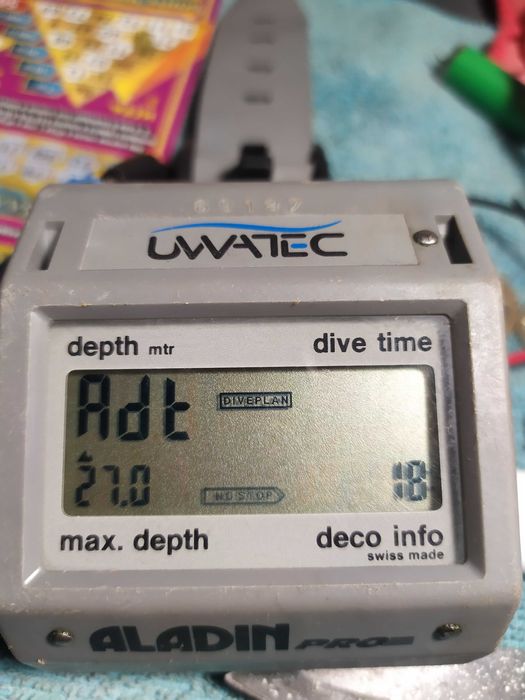 UWATEC
depth mtr
dive time
Adt
DIVEPLAN
27.0
NO STOP
18
max. depth
deco info
swiss made
ALADIN PRO